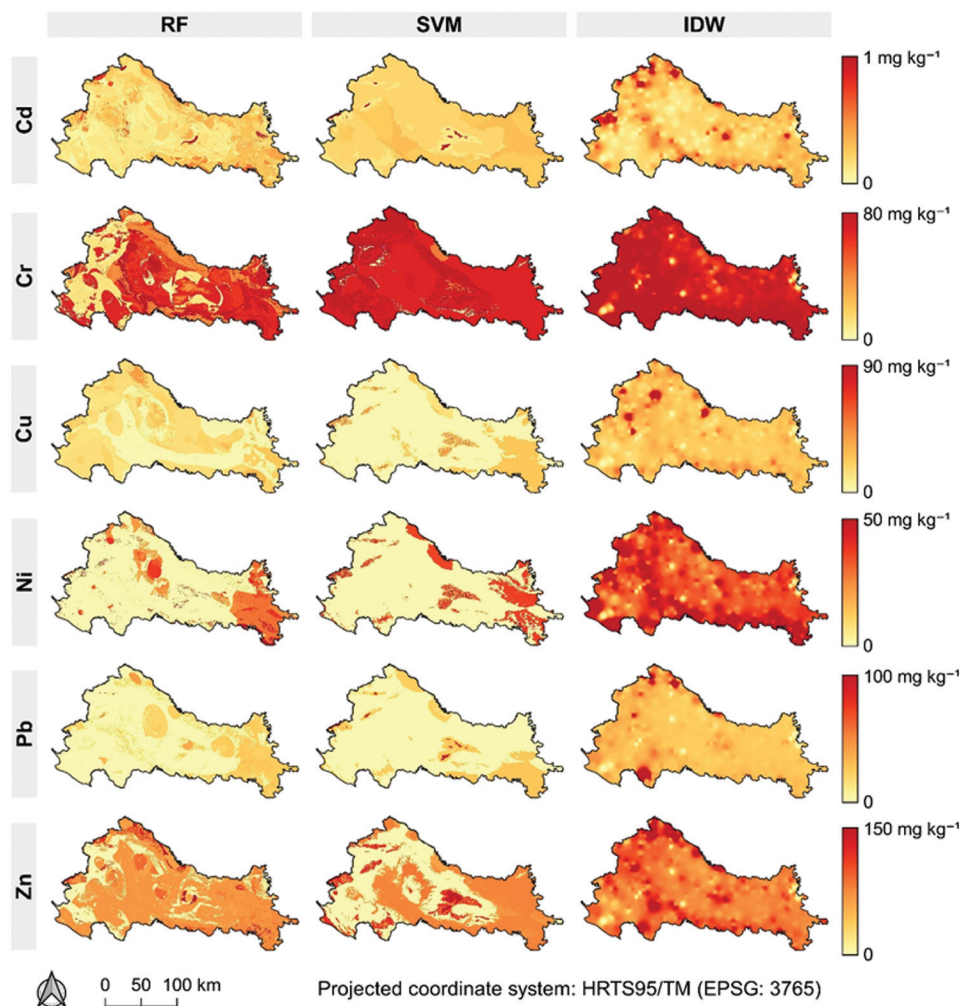 RF SVM IDW
Cd
1 mg kg⁻¹
0
Cr
80 mg kg⁻¹
0
Cu
90 mg kg⁻¹
0
Ni
50 mg kg⁻¹
0
Pb
100 mg kg⁻¹
0
Zn
150 mg kg⁻¹
0
0 50 100 km
Projected coordinate system: HRTS95/TM (EPSG: 3765)